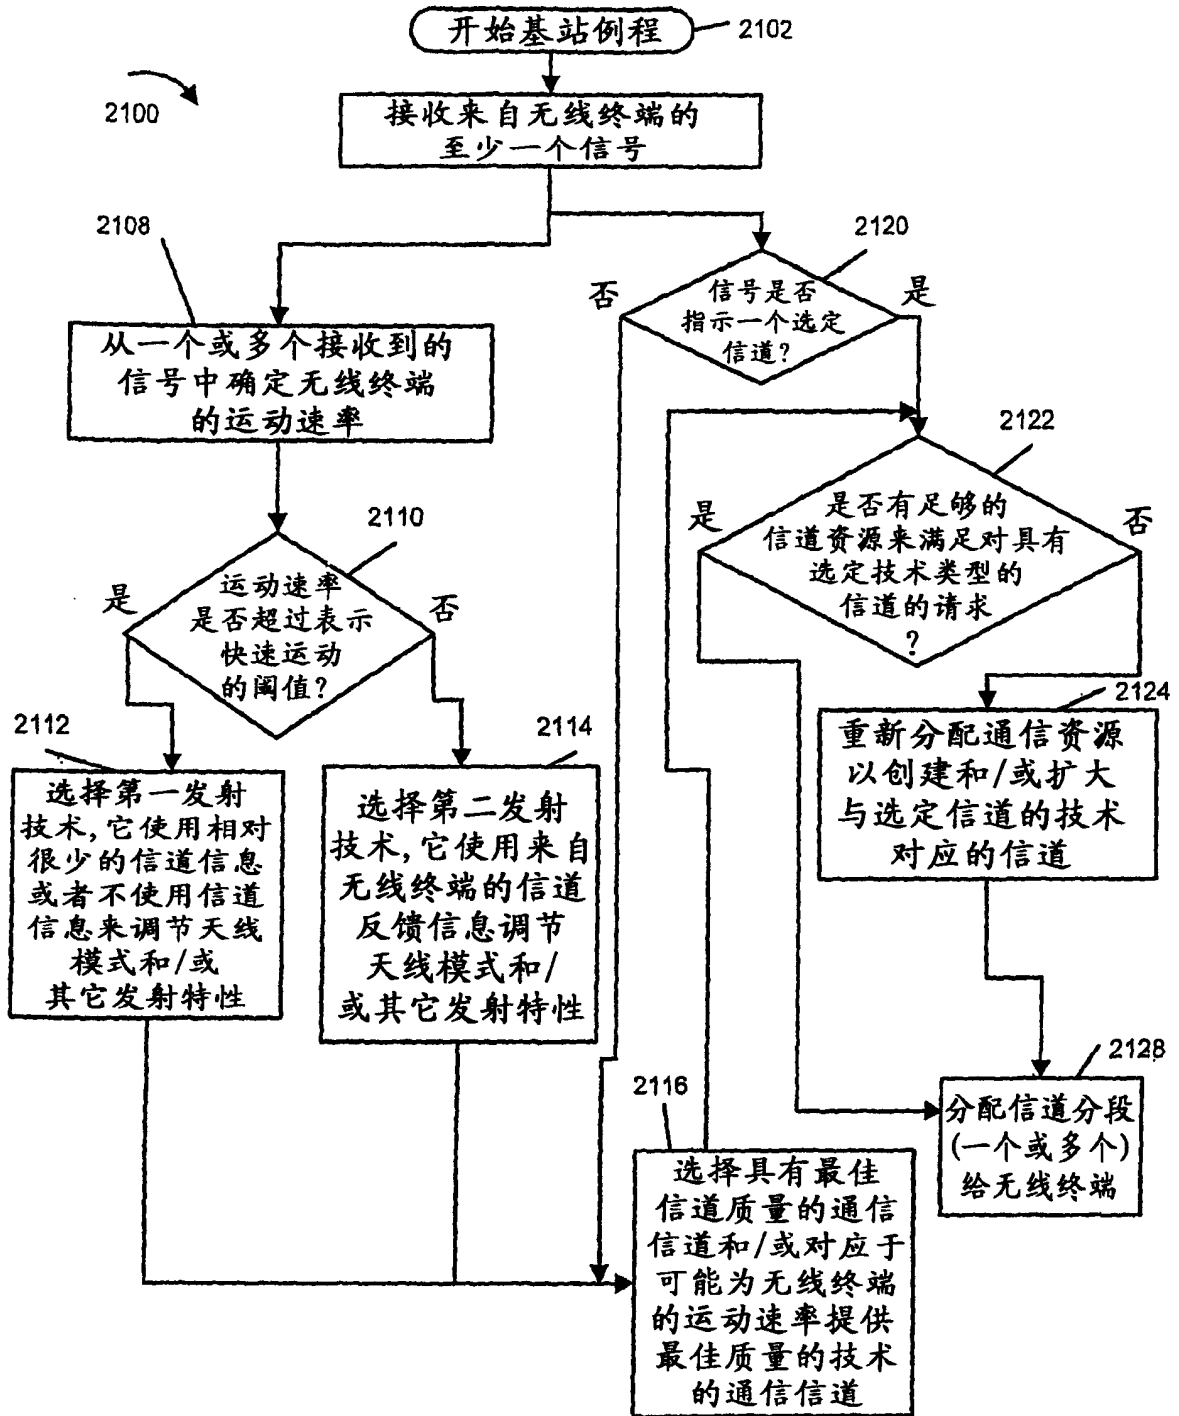 开始基站例程
2102
2100
接收来自无线终端的
至少一个信号
2108
从一个或多个接收到的
信号中确定无线终端
的运动速率
2120
否
信号是否
指示一个选定
信道?
是
2110
是
运动速率
是否超过表示
快速运动
的阈值?
否
2122
是
是否有足够的
信道资源来满足对具有
选定技术类型的
信道的请求
?
否
2112
选择第一发射
技术,它使用相对
很少的信道信息
或者不使用信道
信息来调节天线
模式和/或
其它发射特性
2114
选择第二发射
技术,它使用来自
无线终端的信道
反馈信息调节
天线模式和/
或其它发射特性
2124
重新分配通信资源
以创建和/或扩大
与选定信道的技术
对应的信道
2116
选择具有最佳
信道质量的通信
信道和/或对应于
可能为无线终端
的运动速率提供
最佳质量的技术
的通信信道
2128
分配信道分段
(一个或多个)
给无线终端